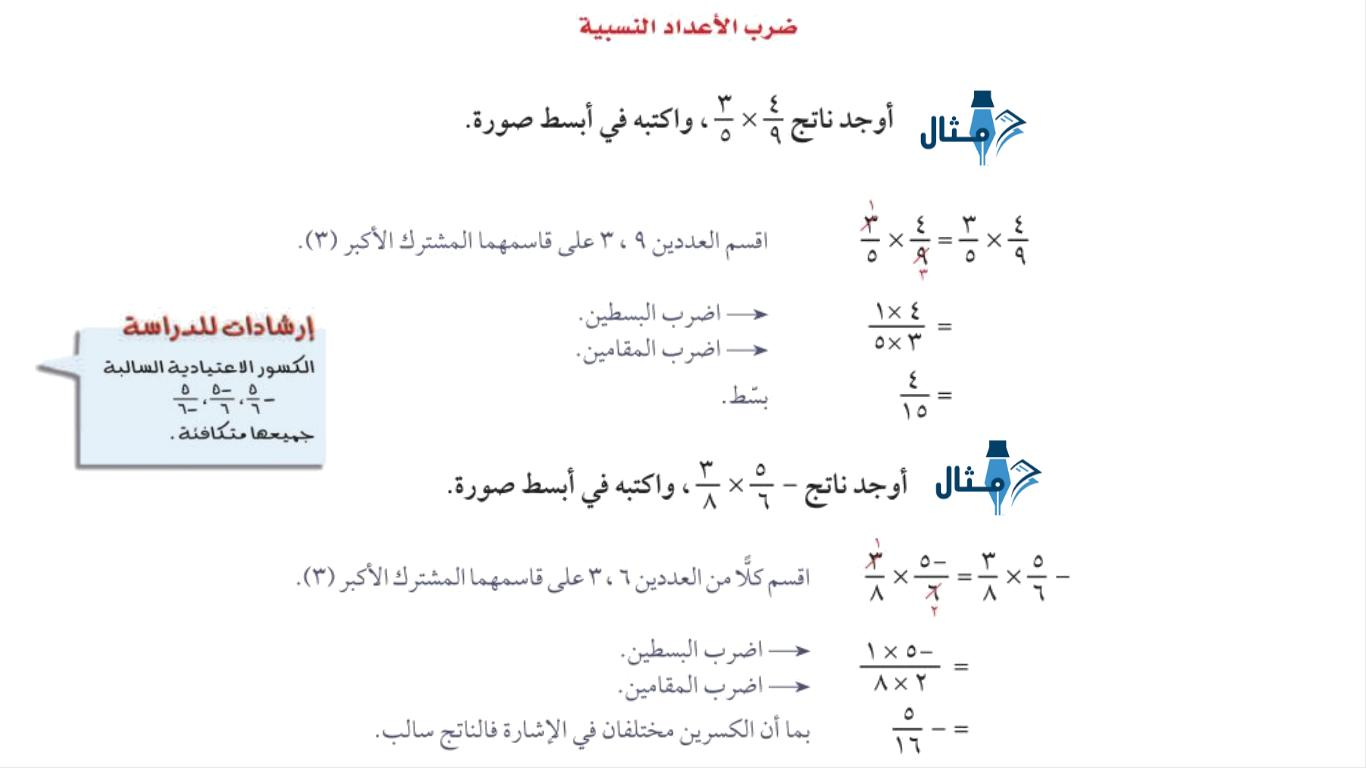 ضرب الأعداد النسبية
مثال
أوجد ناتج ٤/٩ × ٣/٥ ، واكتبه في أبسط صورة.
٤/٩ × ٣/٥ = ٤/٩ × ٣/٥ اقسم العددين ٩ ، ٣ على قاسمهما المشترك الأكبر (٣).
٣ ١
= ٤ × ١ / ٣ × ٥
→ اضرب البسطين.
→ اضرب المقامين.
= ٤/١٥ بسّط.
إرشادات للدراسة
الكسور الاعتيادية السالبة
-٥/٦ ، -٥/٦ ، ٥/-٦
جميعها متكافئة.
مثال
أوجد ناتج - ٥/٦ × ٣/٨ ، واكتبه في أبسط صورة.
- ٥/٦ × ٣/٨ = -٥/٦ × ٣/٨ اقسم كلًّا من العددين ٦ ، ٣ على قاسمهما المشترك الأكبر (٣).
٢ ١
= -٥ × ١ / ٢ × ٨
→ اضرب البسطين.
→ اضرب المقامين.
= - ٥/١٦ بما أن الكسرين مختلفان في الإشارة فالناتج سالب.